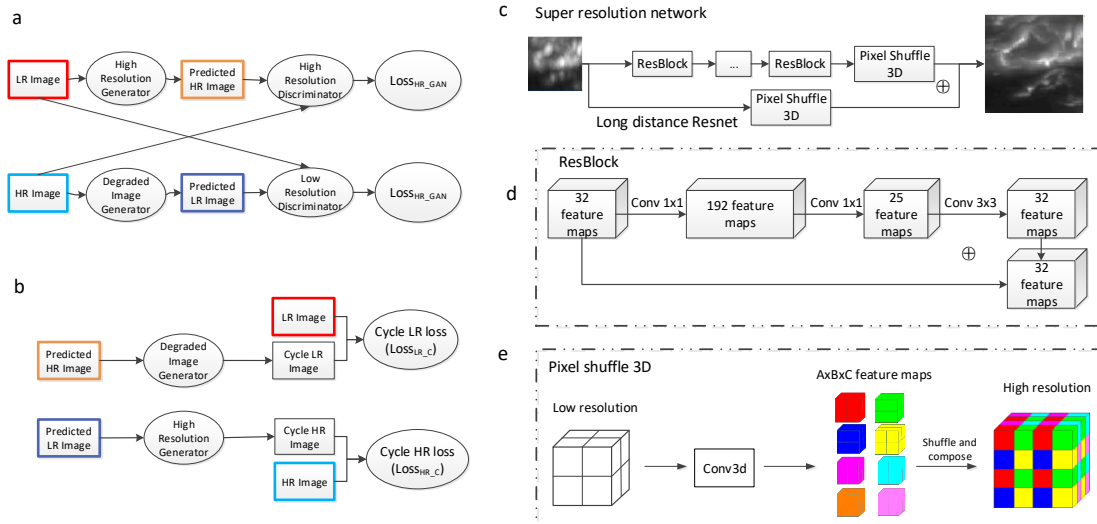 a
LR Image
High
Resolution
Generator
Predicted
HR Image
High
Resolution
Discriminator
Loss_HR_GAN
HR Image
Degraded
Image
Generator
Predicted
LR Image
Low
Resolution
Discriminator
Loss_HR_GAN
b
LR Image
Predicted
HR Image
Degraded
Image
Generator
Cycle LR
Image
Cycle LR loss
(Loss_LR_C)
Predicted
LR Image
High
Resolution
Generator
Cycle HR
Image
HR Image
Cycle HR loss
(Loss_HR_C)
c
Super resolution network
ResBlock
...
ResBlock
Pixel Shuffle
3D
⊕
Pixel Shuffle
3D
Long distance Resnet
d
ResBlock
32
feature
maps
Conv 1x1
192 feature
maps
Conv 1x1
25
feature
maps
Conv 3x3
32
feature
maps
⊕
32
feature
maps
e
Pixel shuffle 3D
Low resolution
Conv3d
AxBxC feature maps
Shuffle and
compose
High resolution